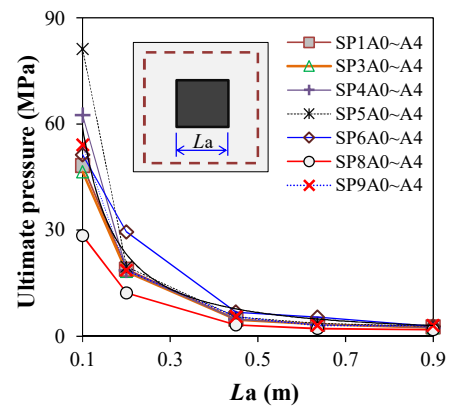 90
60
30
0
Ultimate pressure (MPa)
0.1
0.3
0.5
0.7
0.9
La (m)
La
SP1A0~A4
SP3A0~A4
SP4A0~A4
SP5A0~A4
SP6A0~A4
SP8A0~A4
SP9A0~A4